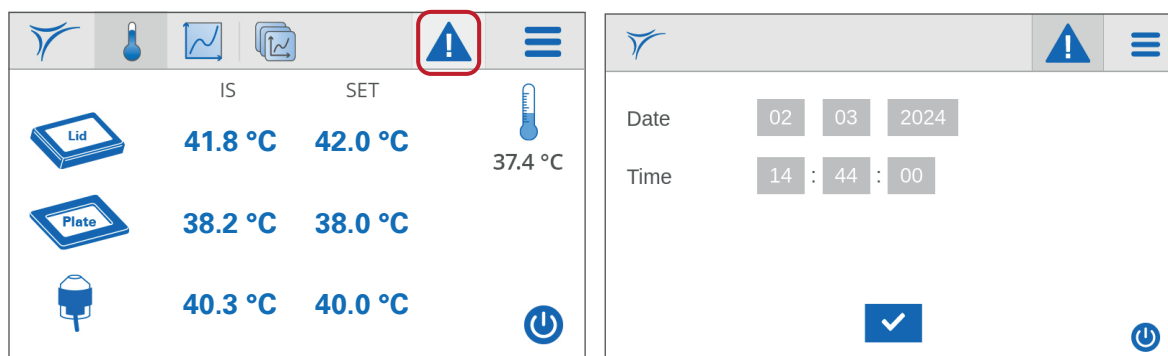 IS SET
Lid 41.8 °C 42.0 °C
37.4 °C
Plate 38.2 °C 38.0 °C
40.3 °C 40.0 °C
Date 02 03 2024
Time 14 : 44 : 00